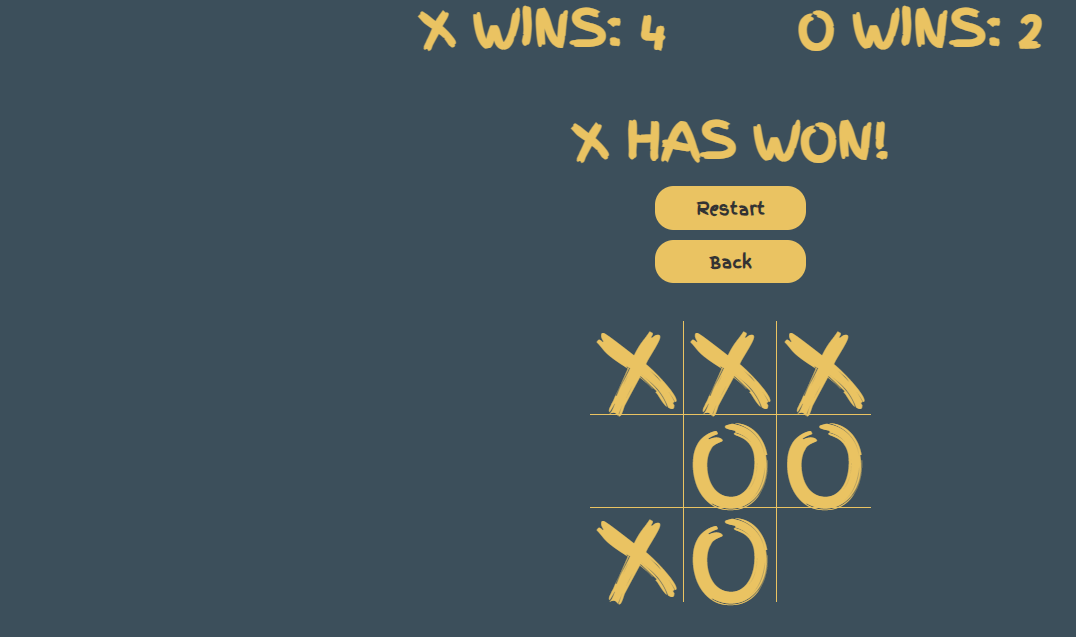 X WINS: 4 O WINS: 2
X HAS WON!
Restart
Back
X X X
O O
X O